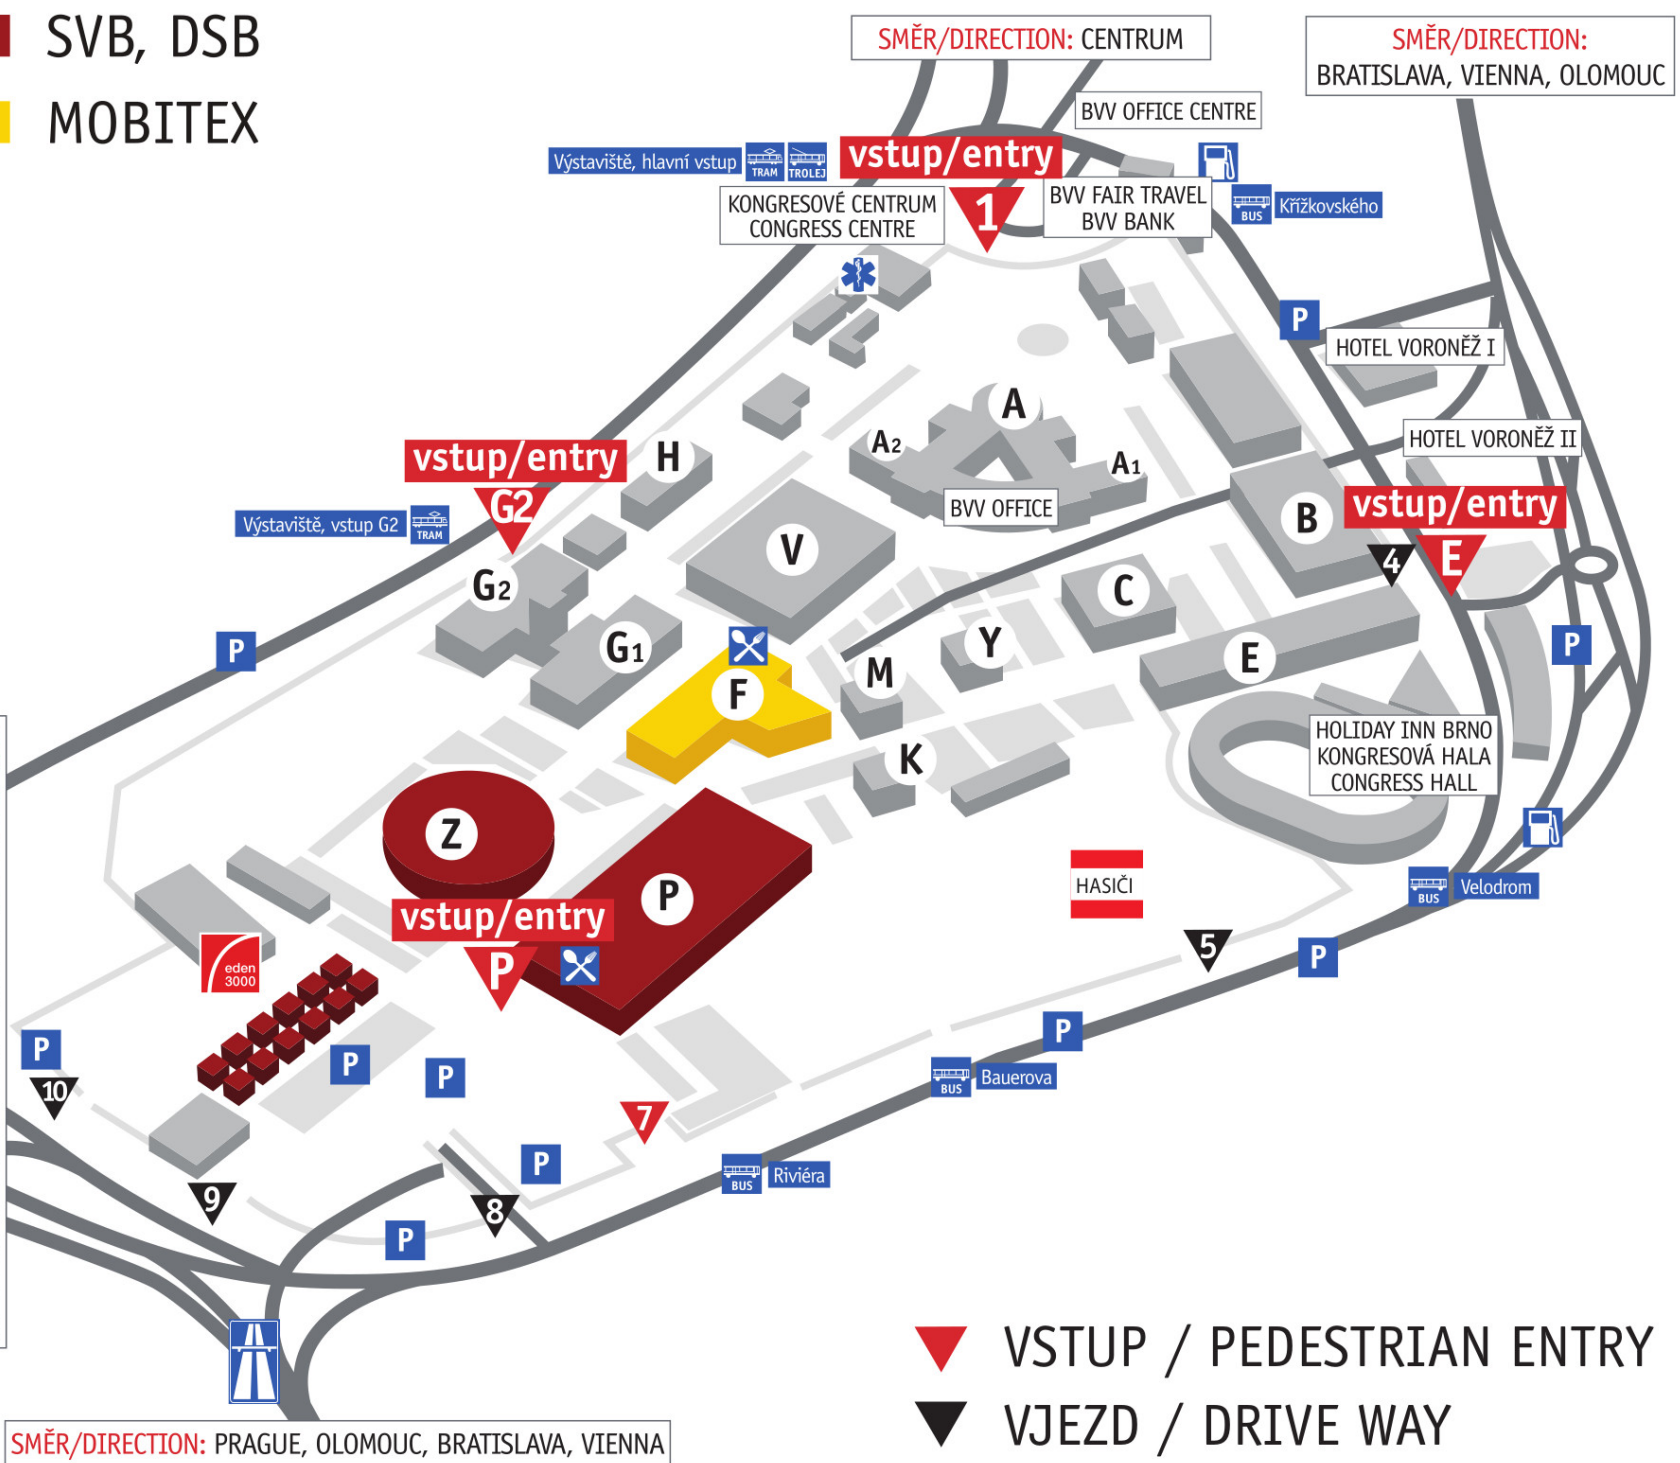 SVB, DSB
MOBITEX
SMĚR/DIRECTION: CENTRUM
SMĚR/DIRECTION:
BRATISLAVA, VIENNA, OLOMOUC
BVV OFFICE CENTRE
Výstaviště, hlavní vstup
TRAM
TROLEJ
vstup/entry
1
KONGRESOVÉ CENTRUM
CONGRESS CENTRE
BVV FAIR TRAVEL
BVV BANK
BUS
Křížkovského
P
HOTEL VORONĚŽ I
A
A2
A1
HOTEL VORONĚŽ II
vstup/entry
G2
H
BVV OFFICE
vstup/entry
E
4
B
Výstaviště, vstup G2
TRAM
V
G2
C
P
G1
Y
E
P
M
F
K
HOLIDAY INN BRNO
KONGRESOVÁ HALA
CONGRESS HALL
Z
P
HASIČI
BUS
Velodrom
vstup/entry
P
5
P
eden
3000
P
10
P
P
P
BUS
Bauerova
7
P
BUS
Riviéra
9
8
P
VSTUP / PEDESTRIAN ENTRY
VJEZD / DRIVE WAY
SMĚR/DIRECTION: PRAGUE, OLOMOUC, BRATISLAVA, VIENNA